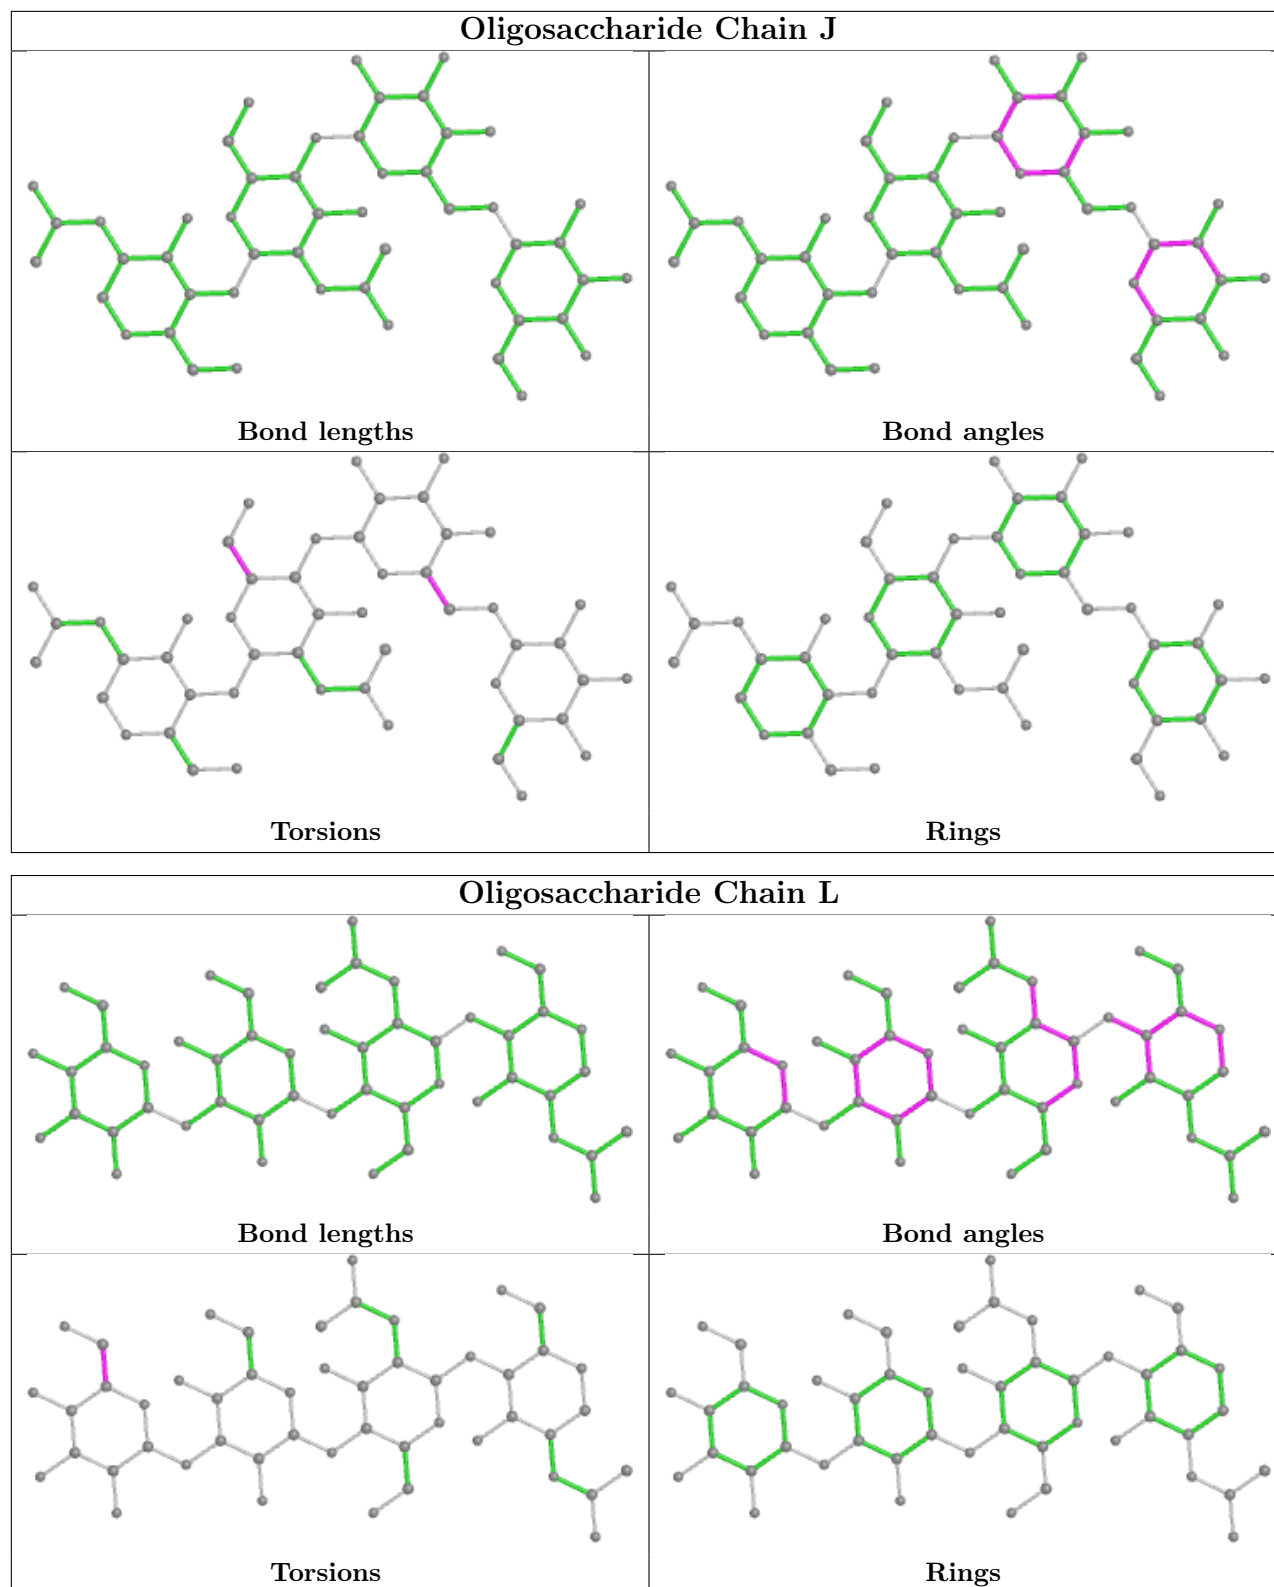 Oligosaccharide Chain J
Bond lengths
Bond angles
Torsions
Rings
Oligosaccharide Chain L
Bond lengths
Bond angles
Torsions
Rings